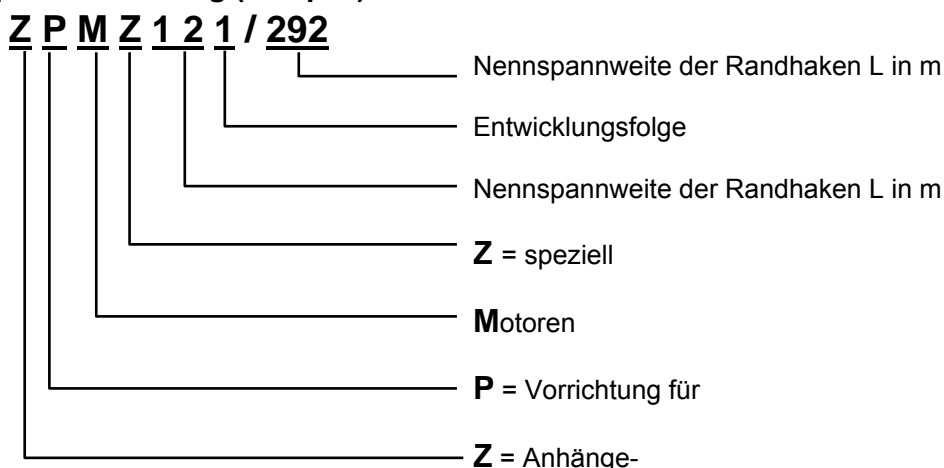 Z P M Z 1 2 1 / 292
Nennspannweite der Randhaken L in m
Entwicklungsfolge
Nennspannweite der Randhaken L in m
Z = speziell
Motoren
P = Vorrichtung für
Z = Anhänge-